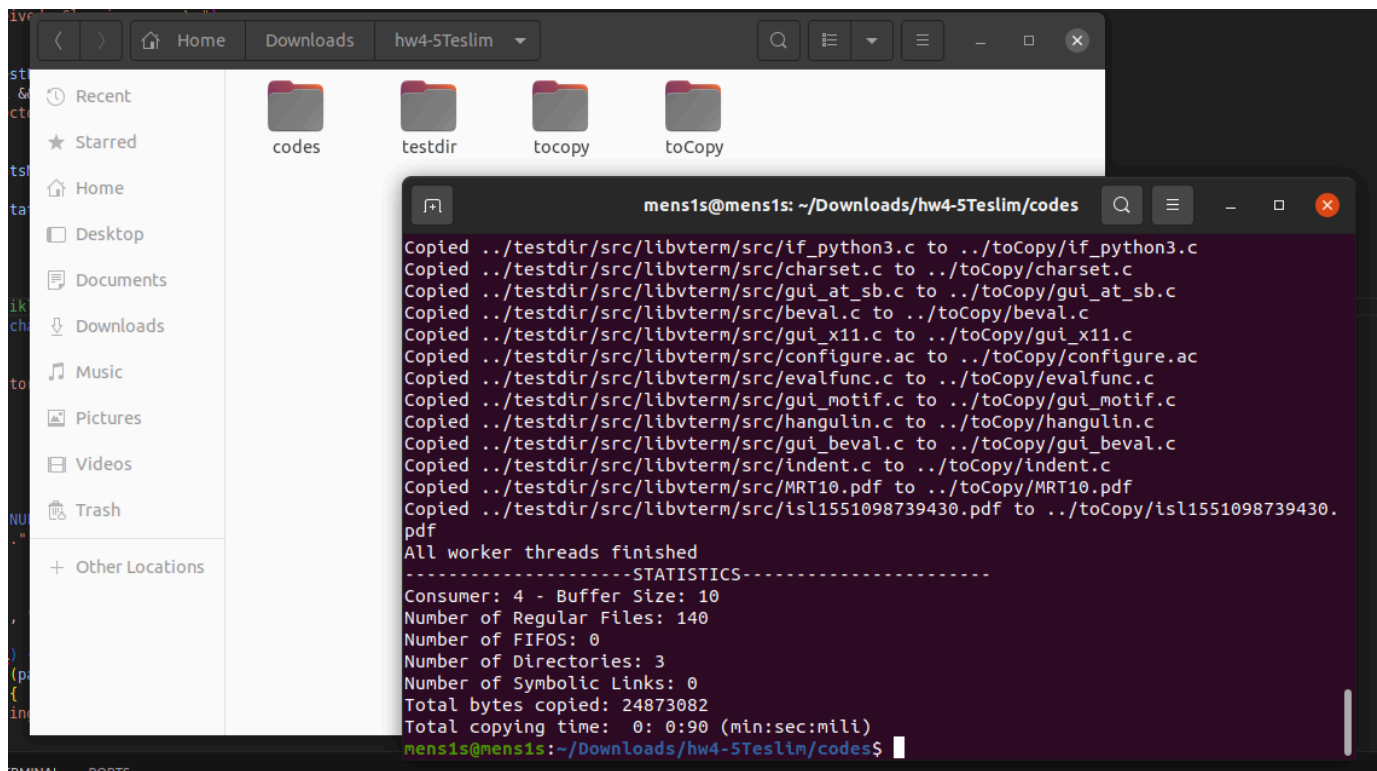 Home Downloads hw4-5Teslim
Recent
Starred
Home
Desktop
Documents
Downloads
Music
Pictures
Videos
Trash
+ Other Locations
codes testdir tocopy toCopy
mens1s@mens1s: ~/Downloads/hw4-5Teslim/codes
Copied ../testdir/src/libvterm/src/if_python3.c to ../toCopy/if_python3.c
Copied ../testdir/src/libvterm/src/charset.c to ../toCopy/charset.c
Copied ../testdir/src/libvterm/src/gui_at_sb.c to ../toCopy/gui_at_sb.c
Copied ../testdir/src/libvterm/src/beval.c to ../toCopy/beval.c
Copied ../testdir/src/libvterm/src/gui_x11.c to ../toCopy/gui_x11.c
Copied ../testdir/src/libvterm/src/configure.ac to ../toCopy/configure.ac
Copied ../testdir/src/libvterm/src/evalfunc.c to ../toCopy/evalfunc.c
Copied ../testdir/src/libvterm/src/gui_motif.c to ../toCopy/gui_motif.c
Copied ../testdir/src/libvterm/src/hangulin.c to ../toCopy/hangulin.c
Copied ../testdir/src/libvterm/src/gui_beval.c to ../toCopy/gui_beval.c
Copied ../testdir/src/libvterm/src/indent.c to ../toCopy/indent.c
Copied ../testdir/src/libvterm/src/MRT10.pdf to ../toCopy/MRT10.pdf
Copied ../testdir/src/libvterm/src/isl1551098739430.pdf to ../toCopy/isl1551098739430.
pdf
All worker threads finished
---------------------STATISTICS-----------------------
Consumer: 4 - Buffer Size: 10
Number of Regular Files: 140
Number of FIFOS: 0
Number of Directories: 3
Number of Symbolic Links: 0
Total bytes copied: 24873082
Total copying time:  0: 0:90 (min:sec:mili)
mens1s@mens1s:~/Downloads/hw4-5Teslim/codes$